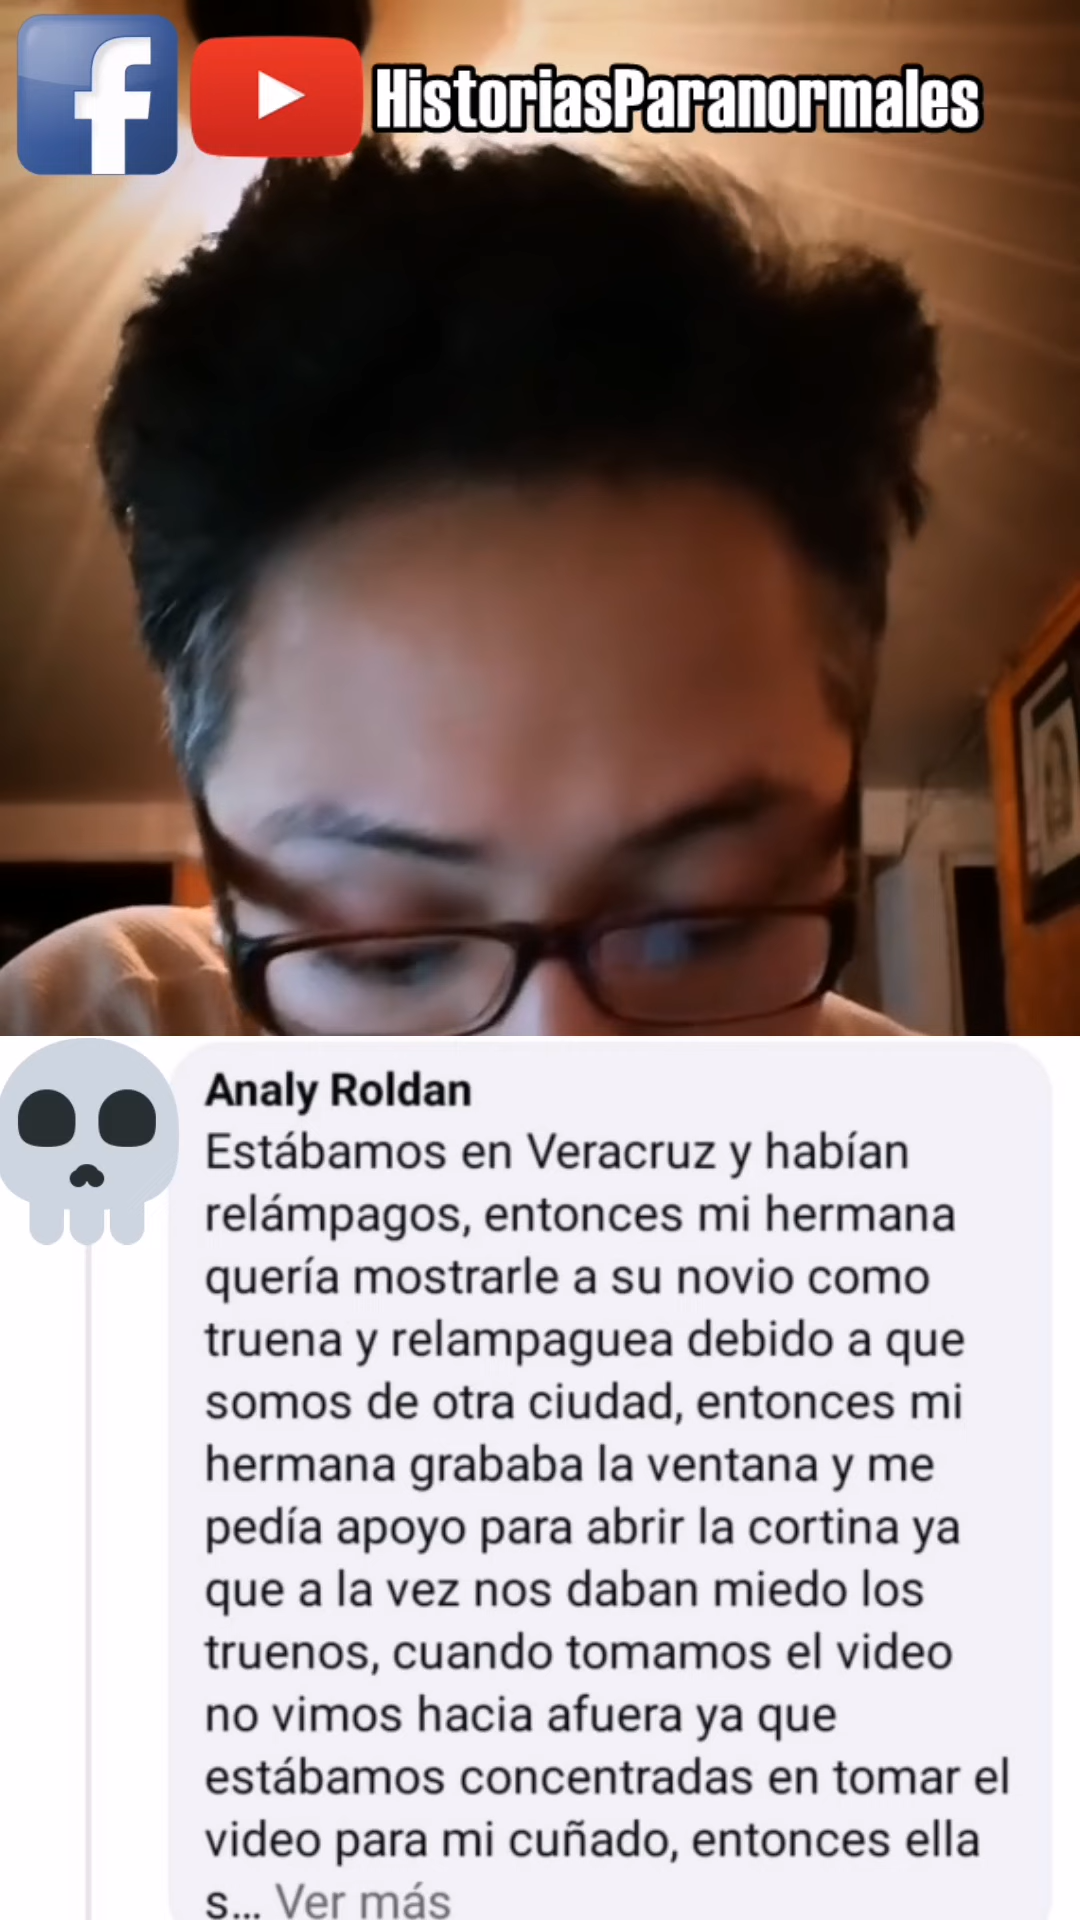 HistoriasParanormales
Analy Roldan
Estábamos en Veracruz y habían
relámpagos, entonces mi hermana
quería mostrarle a su novio como
truena y relampaguea debido a que
somos de otra ciudad, entonces mi
hermana grababa la ventana y me
pedía apoyo para abrir la cortina ya
que a la vez nos daban miedo los
truenos, cuando tomamos el video
no vimos hacia afuera ya que
estábamos concentradas en tomar el
video para mi cuñado, entonces ella
s... Ver más